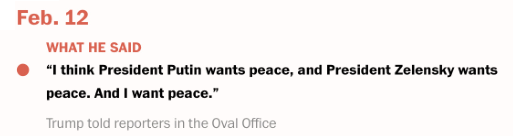 Feb. 12
WHAT HE SAID
“I think President Putin wants peace, and President Zelensky wants
peace. And I want peace.”
Trump told reporters in the Oval Office